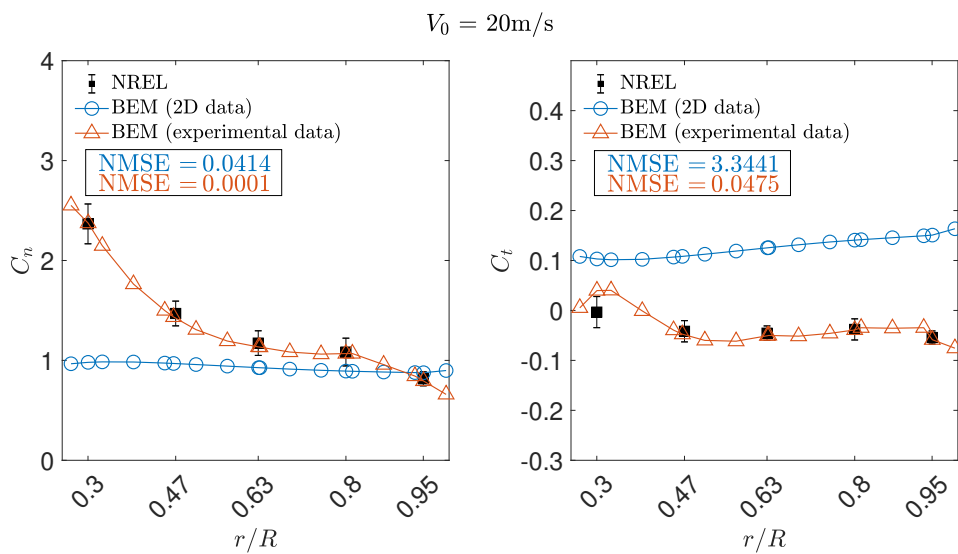 V₀ = 20m/s
4
3
2
1
0
C_n
NREL
BEM (2D data)
BEM (experimental data)
NMSE = 0.0414
NMSE = 0.0001
0.3 0.47 0.63 0.8 0.95
r/R
0.4
0.3
0.2
0.1
0
-0.1
-0.2
-0.3
C_t
NREL
BEM (2D data)
BEM (experimental data)
NMSE = 3.3441
NMSE = 0.0475
0.3 0.47 0.63 0.8 0.95
r/R